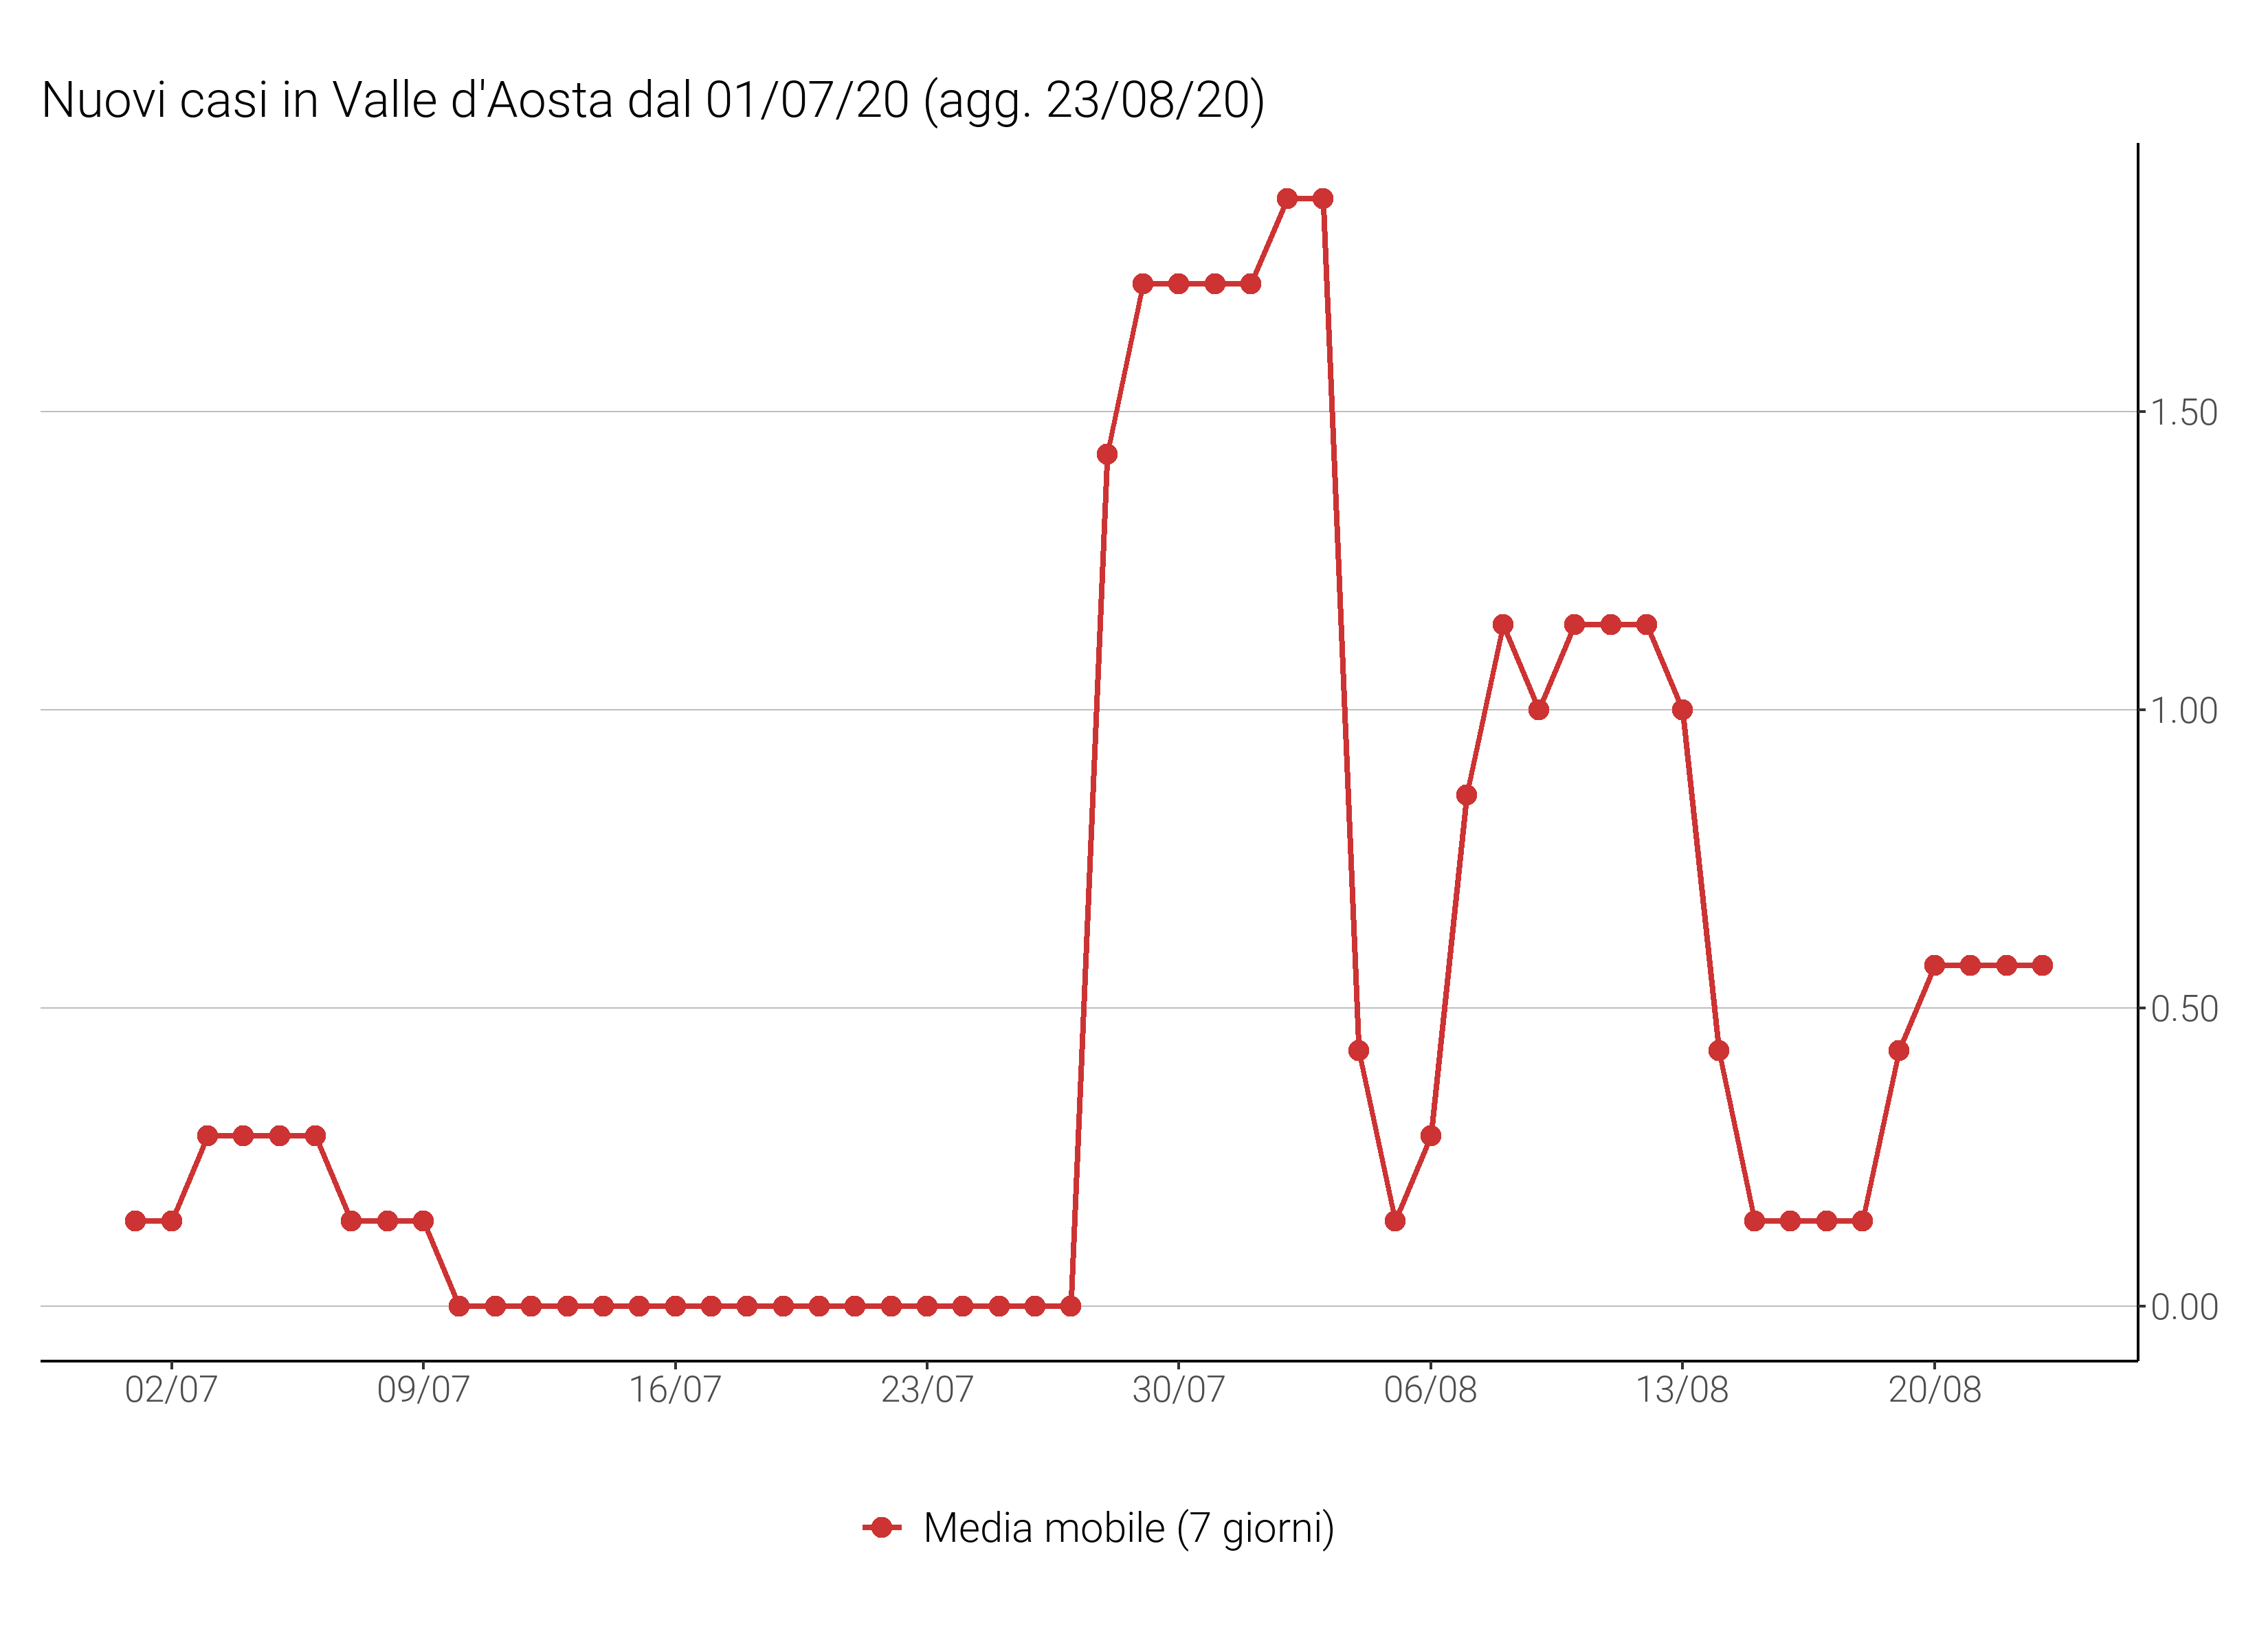 Nuovi casi in Valle d'Aosta dal 01/07/20 (agg. 23/08/20)
1.50
1.00
0.50
0.00
02/07 09/07 16/07 23/07 30/07 06/08 13/08 20/08
Media mobile (7 giorni)